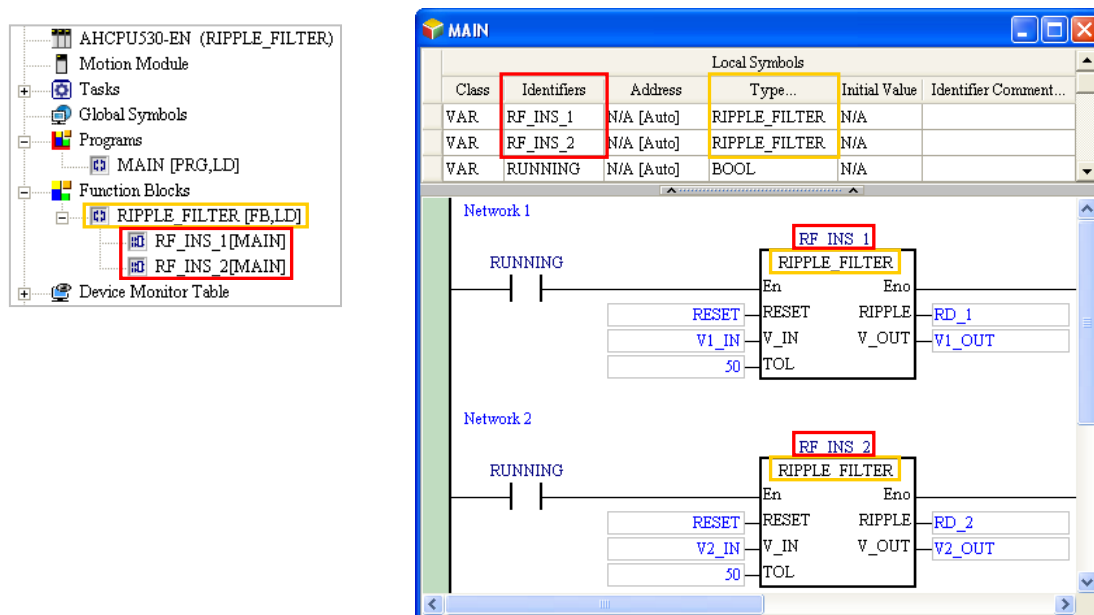 AHCPU530-EN (RIPPLE_FILTER)
Motion Module
Tasks
Global Symbols
Programs
MAIN [PRG,LD]
Function Blocks
RIPPLE_FILTER [FB,LD]
RF_INS_1[MAIN]
RF_INS_2[MAIN]
Device Monitor Table
MAIN
Local Symbols
Class Identifiers Address Type... Initial Value Identifier Comment...
VAR RF_INS_1 N/A [Auto] RIPPLE_FILTER N/A
VAR RF_INS_2 N/A [Auto] RIPPLE_FILTER N/A
VAR RUNNING N/A [Auto] BOOL N/A
Network 1
RF_INS_1
RUNNING RIPPLE_FILTER
En Eno
RESET RESET RIPPLE RD_1
V1_IN V_IN V_OUT V1_OUT
50 TOL
Network 2
RF_INS_2
RUNNING RIPPLE_FILTER
En Eno
RESET RESET RIPPLE RD_2
V2_IN V_IN V_OUT V2_OUT
50 TOL